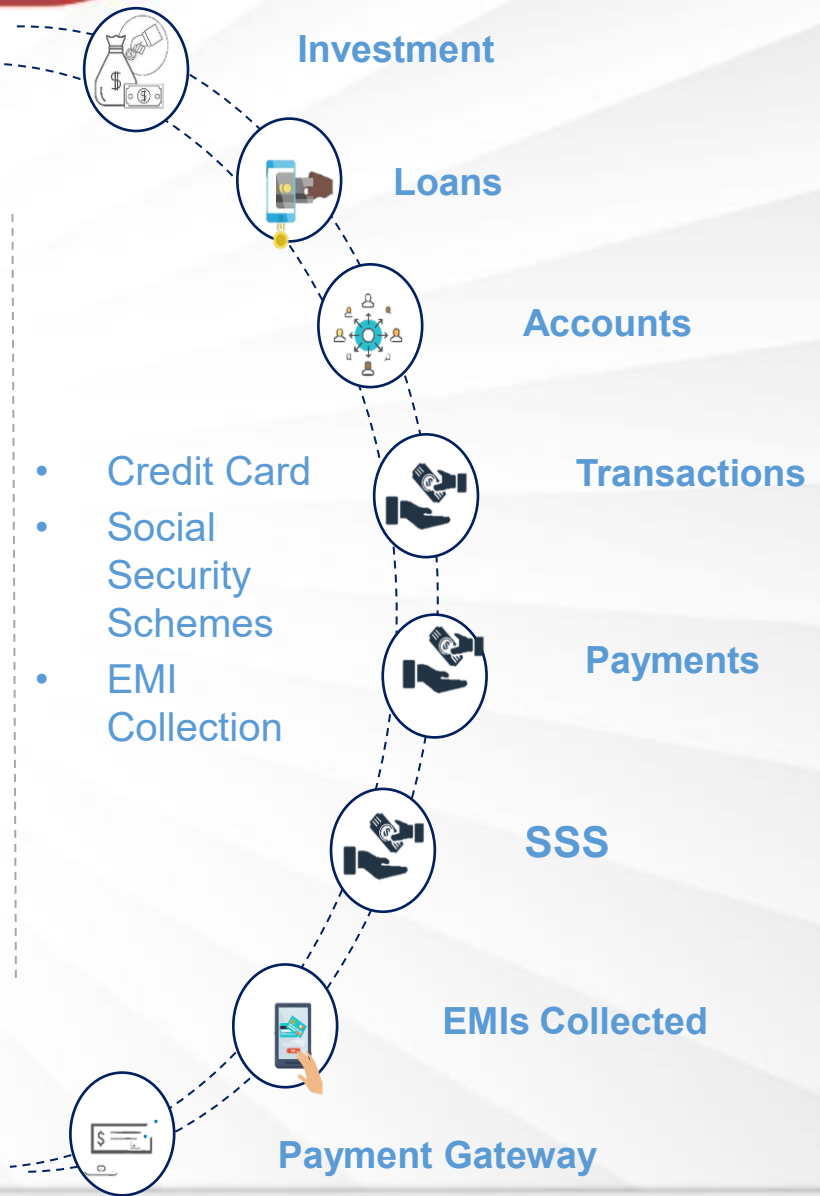 Investment
Loans
Accounts
Transactions
• Credit Card
• Social
Security
Schemes
• EMI
Collection
Payments
SSS
EMIs Collected
Payment Gateway